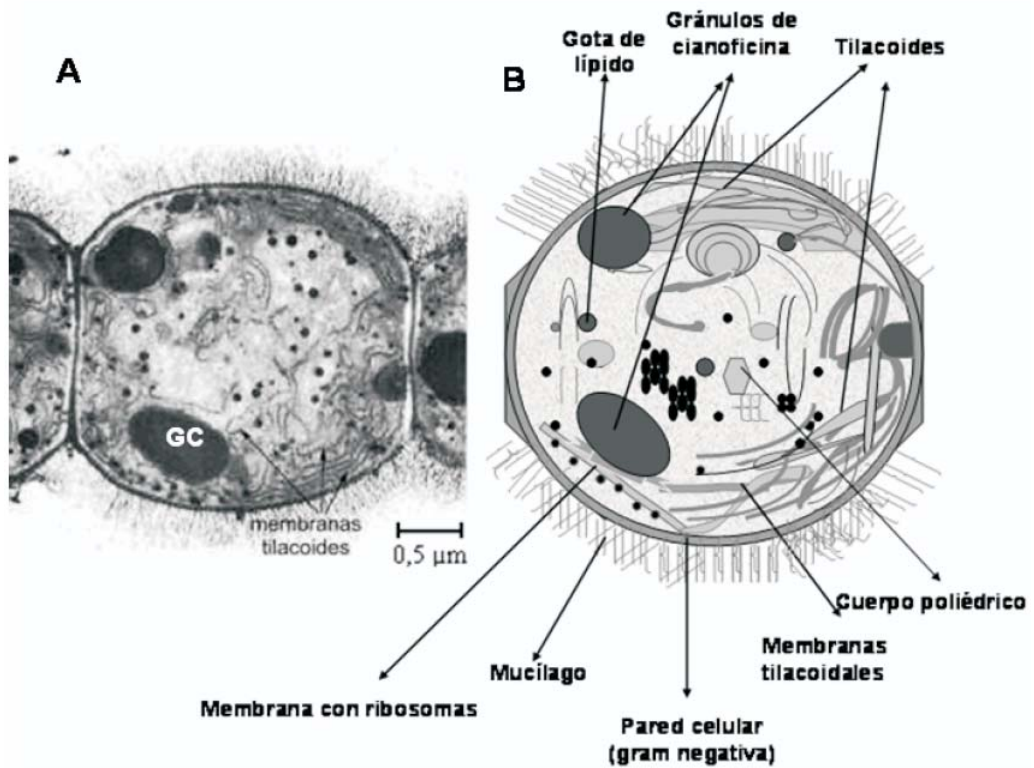 A
GC
membranas
tilacoides
0,5 µm
B
Gota de
lípido
Gránulos de
cianoficina
Tilacoides
Cuerpo poliédrico
Membranas
tilacoidales
Mucílago
Membrana con ribosomas
Pared celular
(gram negativa)